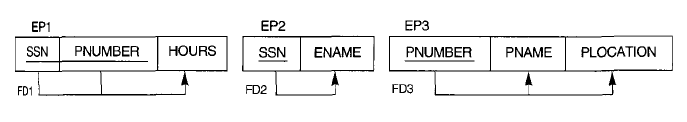 EP1 EP2 EP3
SSN PNUMBER HOURS SSN ENAME PNUMBER PNAME PLOCATION
FD1 FD2 FD3